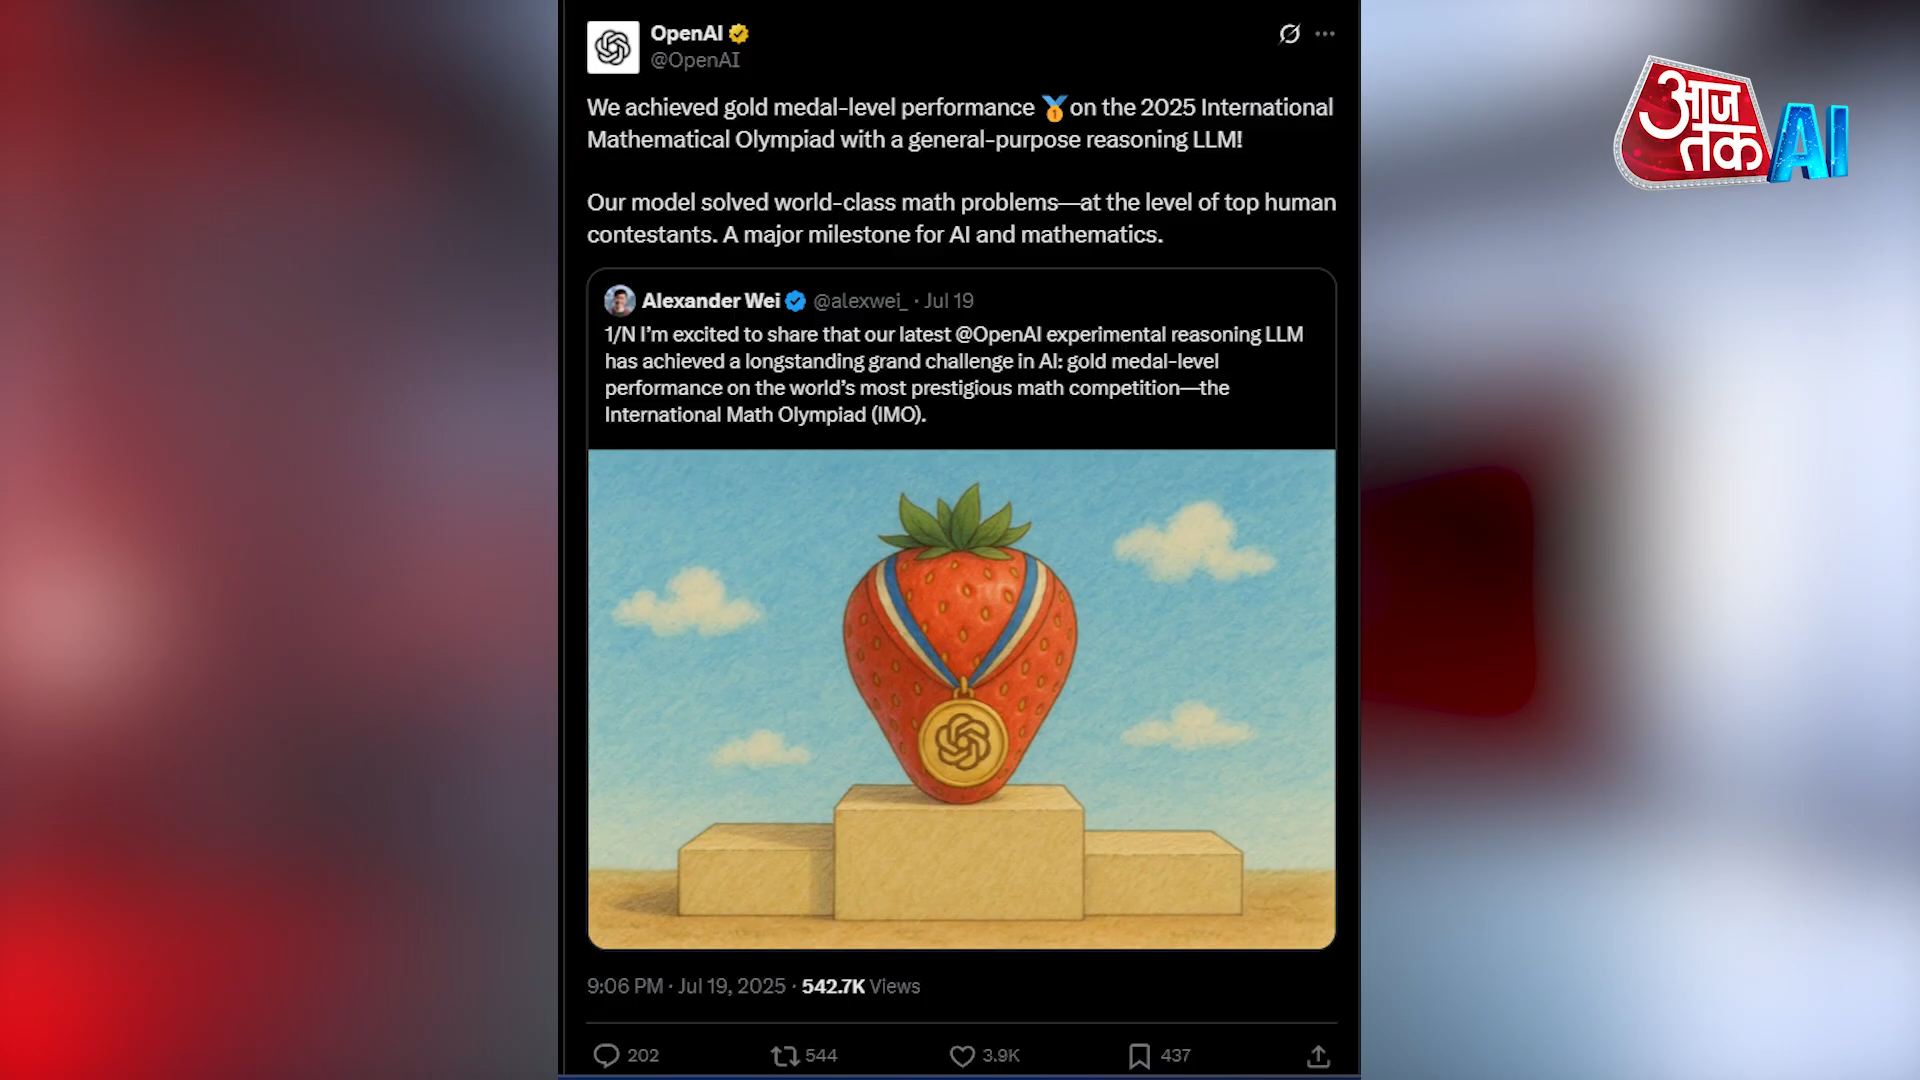 OpenAI
@OpenAI
We achieved gold medal-level performance 🥇on the 2025 International
Mathematical Olympiad with a general-purpose reasoning LLM!
Our model solved world-class math problems—at the level of top human
contestants. A major milestone for AI and mathematics.
Alexander Wei @alexwei_ · Jul 19
1/N I’m excited to share that our latest @OpenAI experimental reasoning LLM
has achieved a longstanding grand challenge in AI: gold medal-level
performance on the world’s most prestigious math competition—the
International Math Olympiad (IMO).
9:06 PM · Jul 19, 2025 · 542.7K Views
202 544 3.9K 437
आज
तक AI